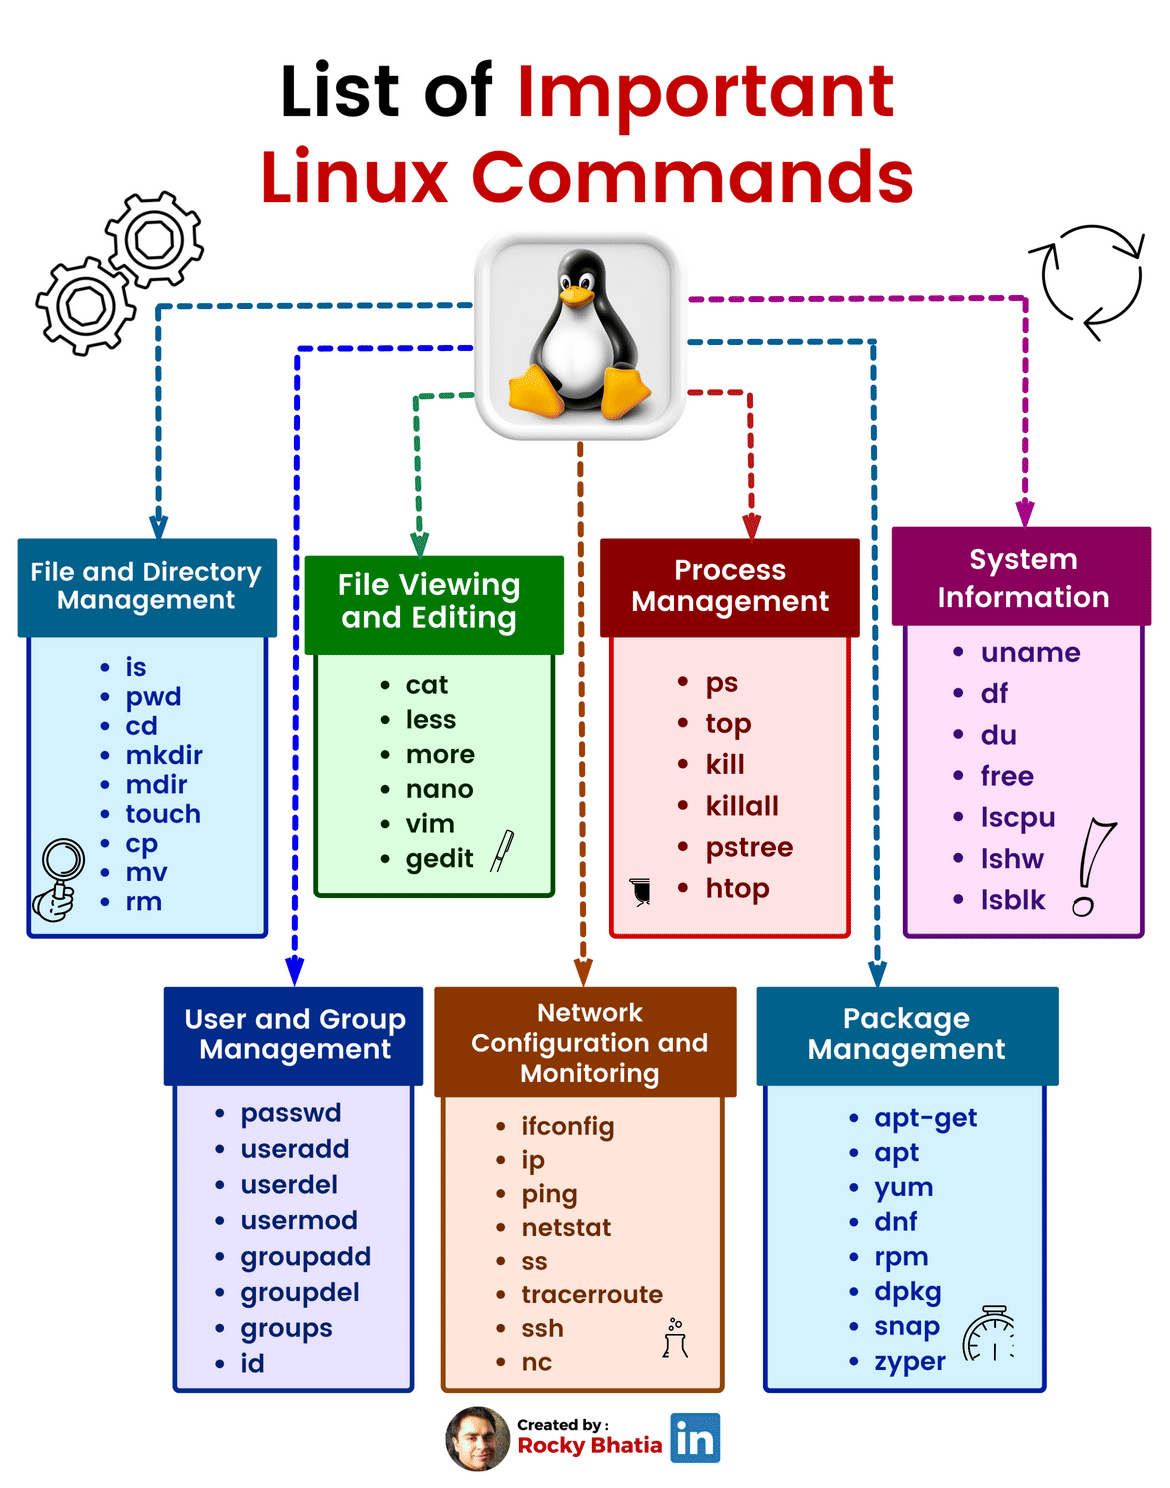 List of Important
Linux Commands
File and Directory
Management
is
pwd
cd
mkdir
mdir
touch
cp
mv
rm
File Viewing
and Editing
cat
less
more
nano
vim
gedit
Process
Management
ps
top
kill
killall
pstree
htop
System
Information
uname
df
du
free
lscpu
lshw
lsblk
User and Group
Management
passwd
useradd
userdel
usermod
groupadd
groupdel
groups
id
Network
Configuration and
Monitoring
ifconfig
ip
ping
netstat
ss
tracerroute
ssh
nc
Package
Management
apt-get
apt
yum
dnf
rpm
dpkg
snap
zyper
Created by :
Rocky Bhatia
in